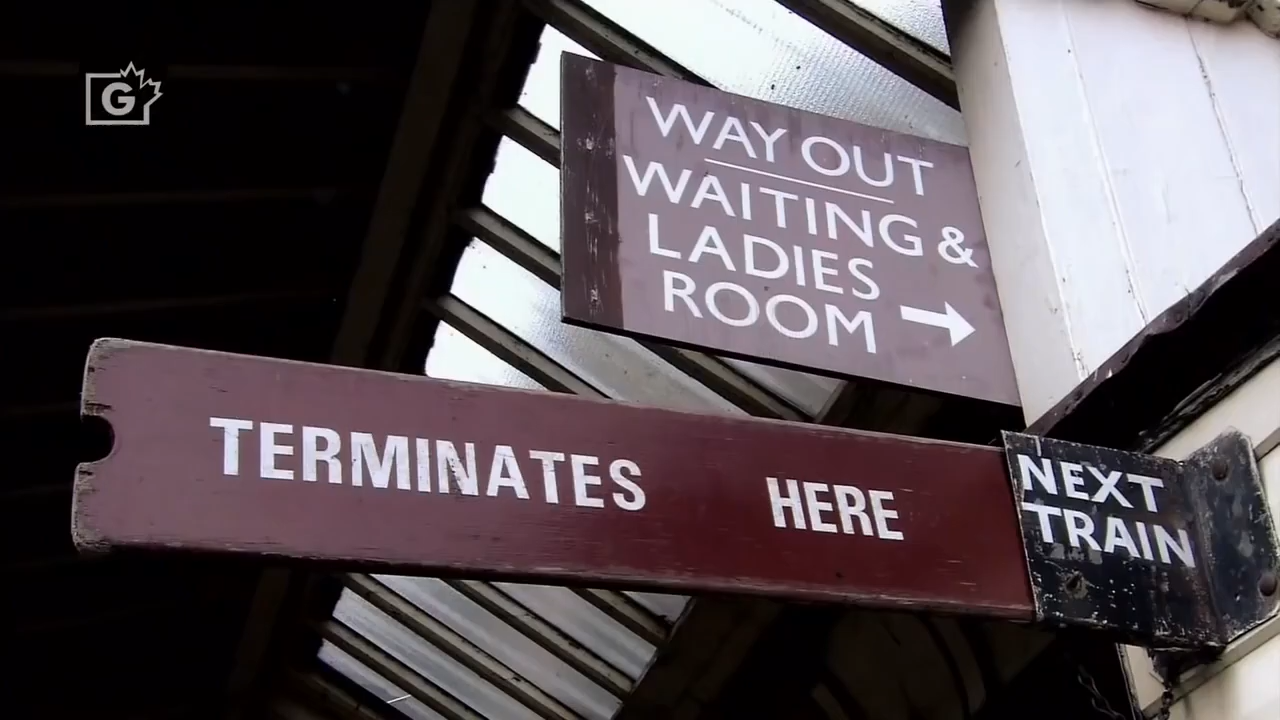 G
WAY OUT
WAITING &
LADIES
ROOM
TERMINATES HERE
NEXT
TRAIN